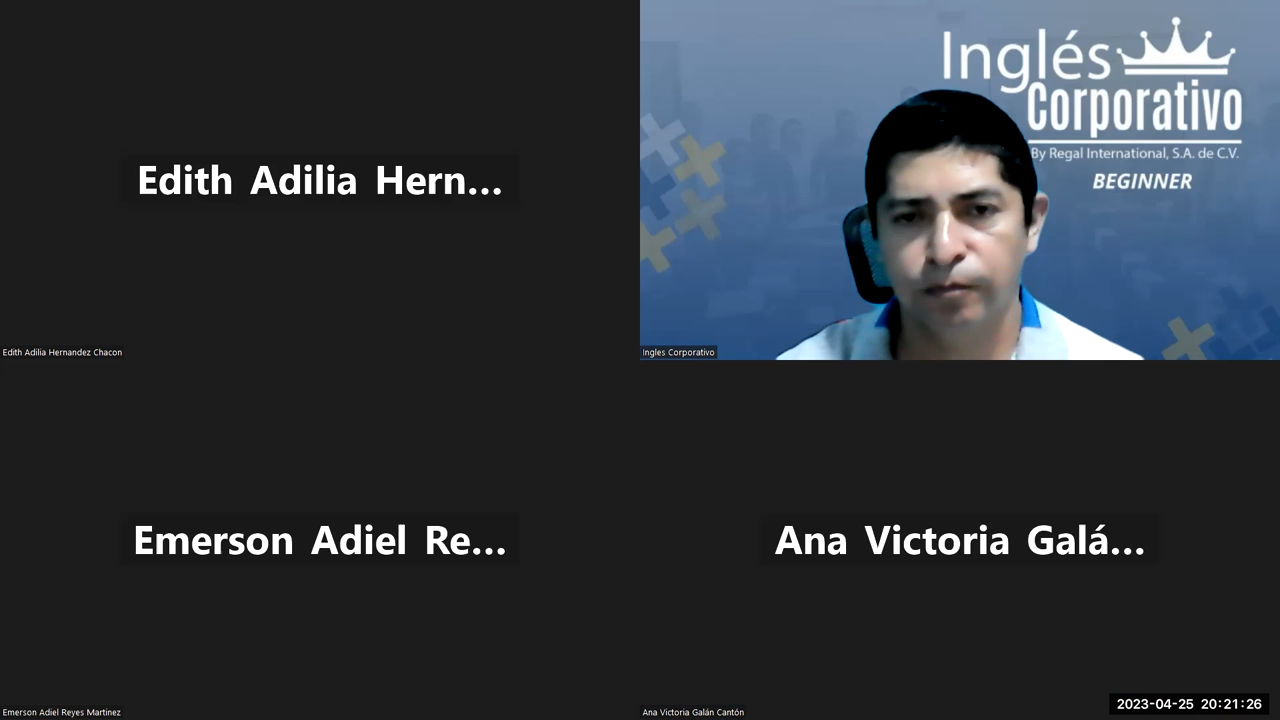 Edith Adilia Hern...
Edith Adilia Hernandez Chacon
Inglés
Corporativo
By Regal International, S.A. de C.V.
BEGINNER
Ingles Corporativo
Emerson Adiel Re...
Emerson Adiel Reyes Martinez
Ana Victoria Galá...
Ana Victoria Galán Cantón
2023-04-25 20:21:26